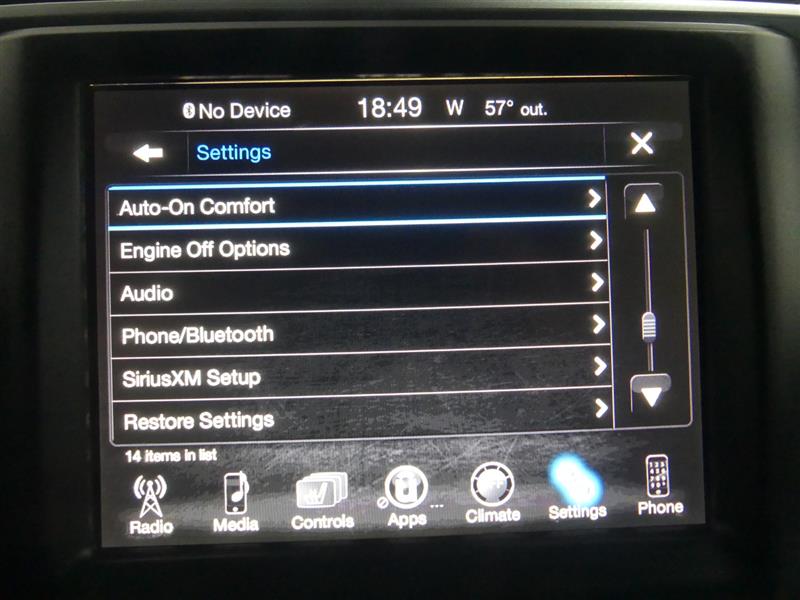 No Device 18:49 W 57° out.
Settings
Auto-On Comfort
Engine Off Options
Audio
Phone/Bluetooth
SiriusXM Setup
Restore Settings
14 items in list
OFF
Radio Media Controls Apps ... Climate Settings Phone